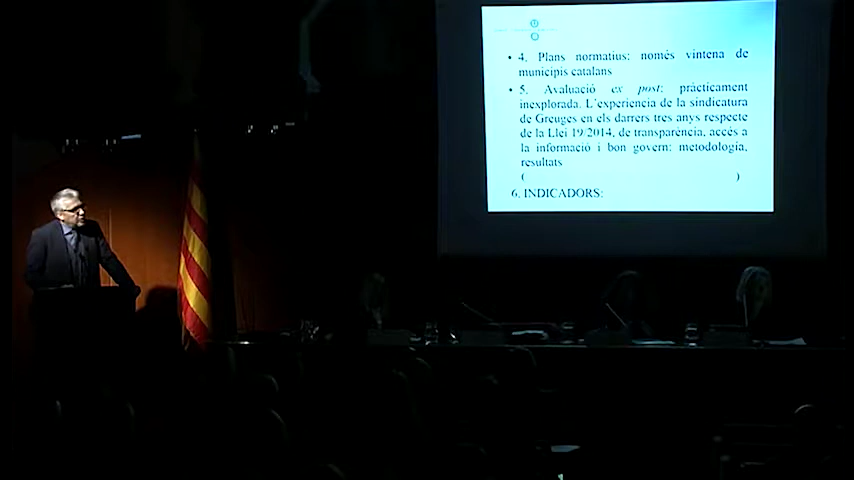 • 4. Plans normatius: només vintena de
municipis catalans
• 5. Avaluació ex post: pràcticament
inexplorada. L'experiencia de la sindicatura
de Greuges en els darrers tres anys respecte
de la Llei 19/2014, de transparència, accés a
la informació i bon govern: metodologia,
resultats
( )
6. INDICADORS: